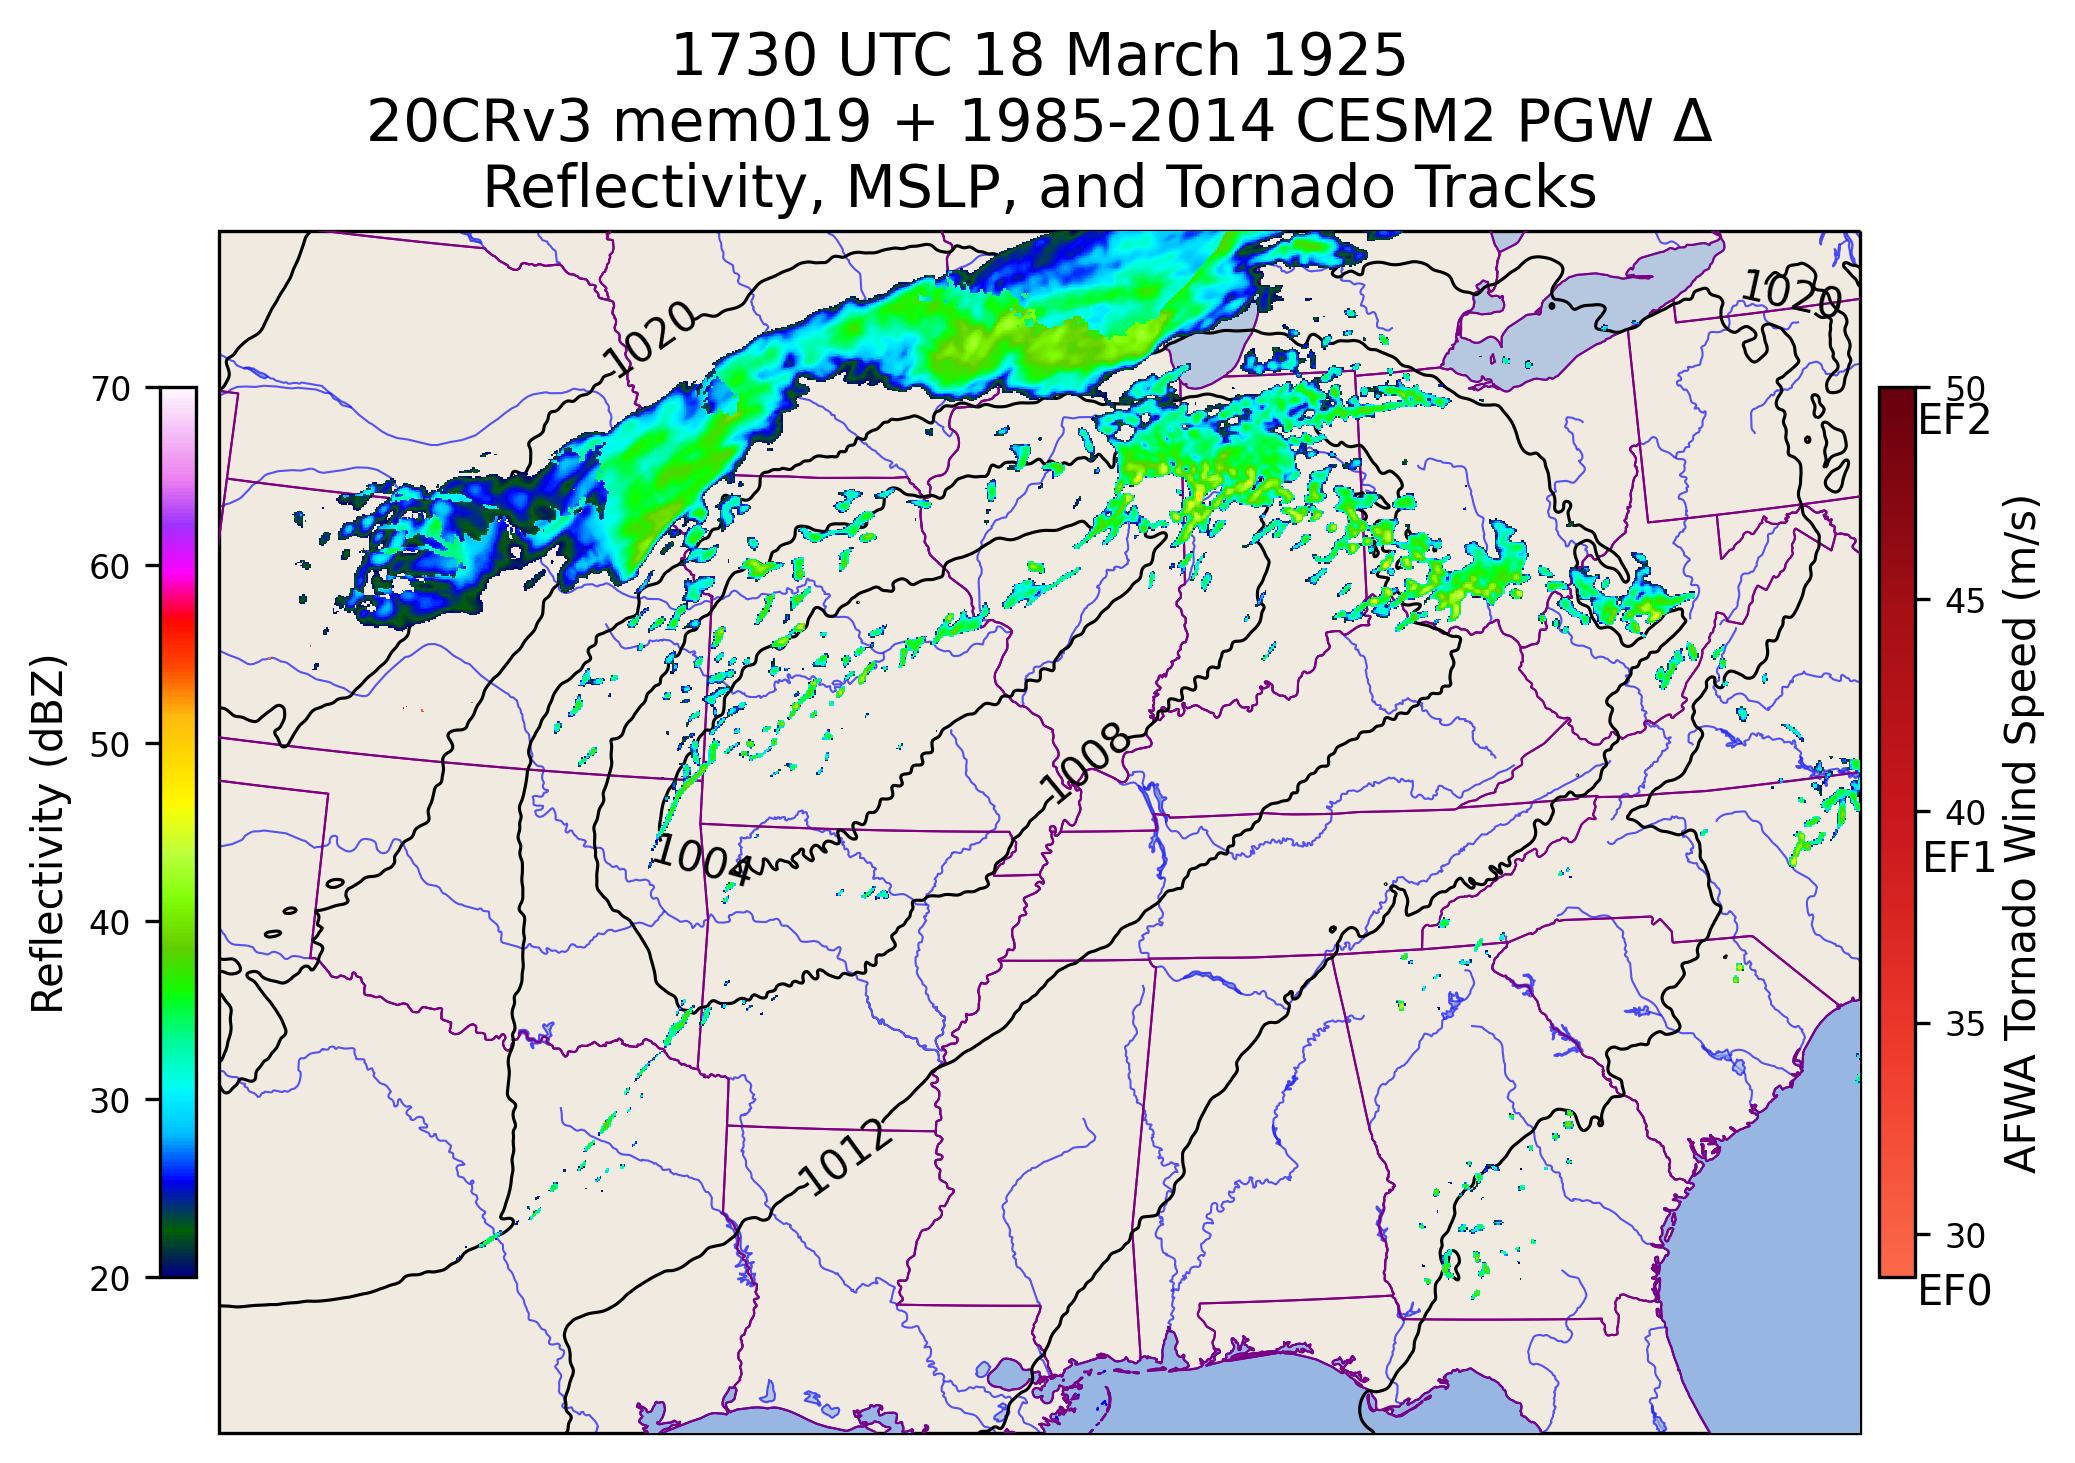 1730 UTC 18 March 1925
20CRv3 mem019 + 1985-2014 CESM2 PGW Δ
Reflectivity, MSLP, and Tornado Tracks
1020
1020
1008
1004
1012
Reflectivity (dBZ)
70
60
50
40
30
20
50
EF2
45
40
EF1
35
30
EF0
AFWA Tornado Wind Speed (m/s)